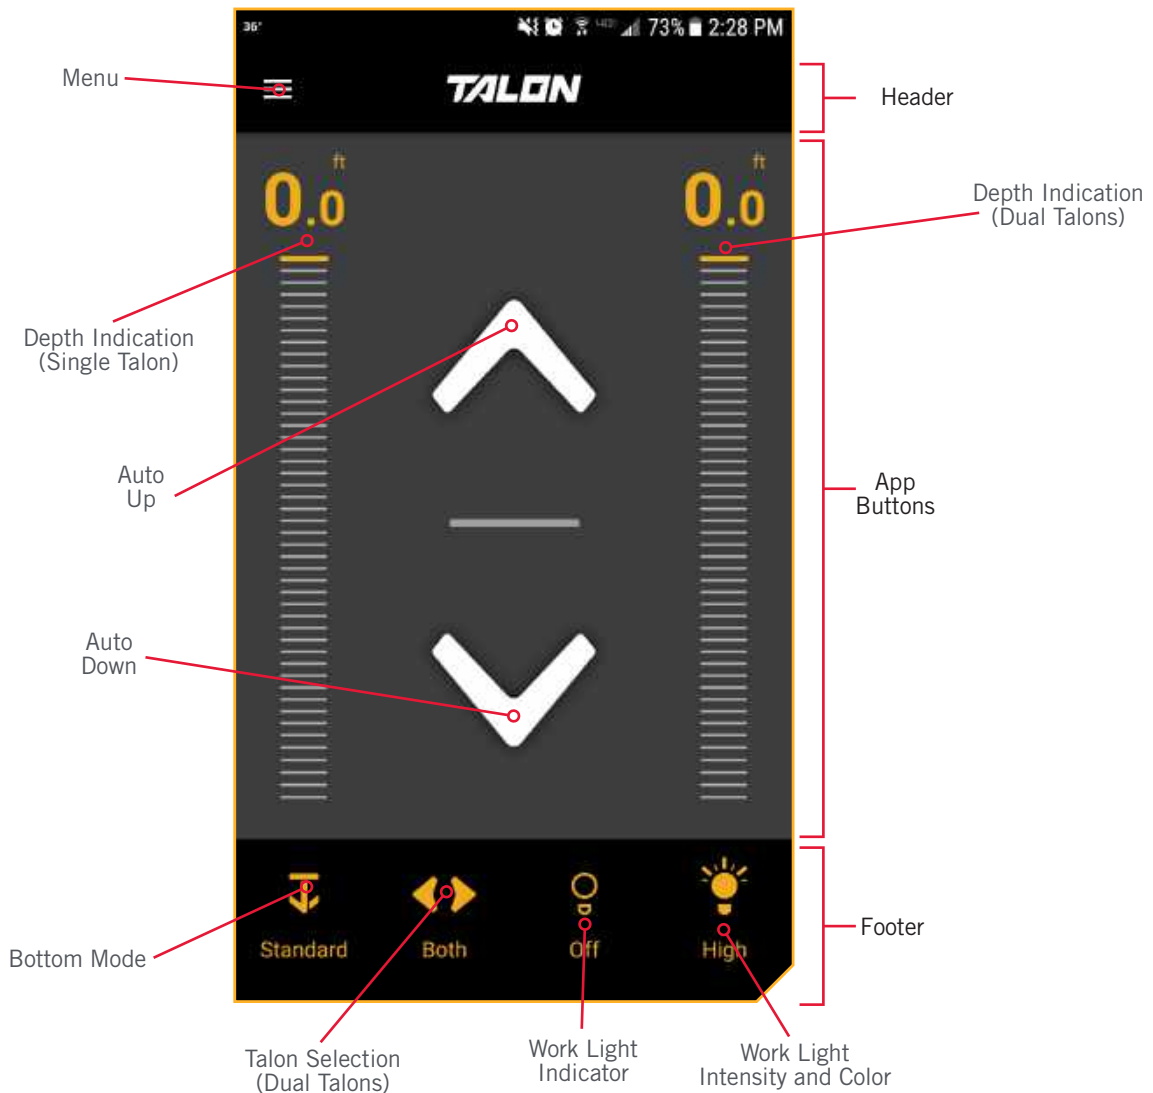 36°
73% 2:28 PM
Menu
TALON
Header
0.0 ft
0.0 ft
Depth Indication
(Dual Talons)
Depth Indication
(Single Talon)
Auto
Up
App
Buttons
Auto
Down
Standard
Both
Off
High
Footer
Bottom Mode
Talon Selection
(Dual Talons)
Work Light
Indicator
Work Light
Intensity and Color